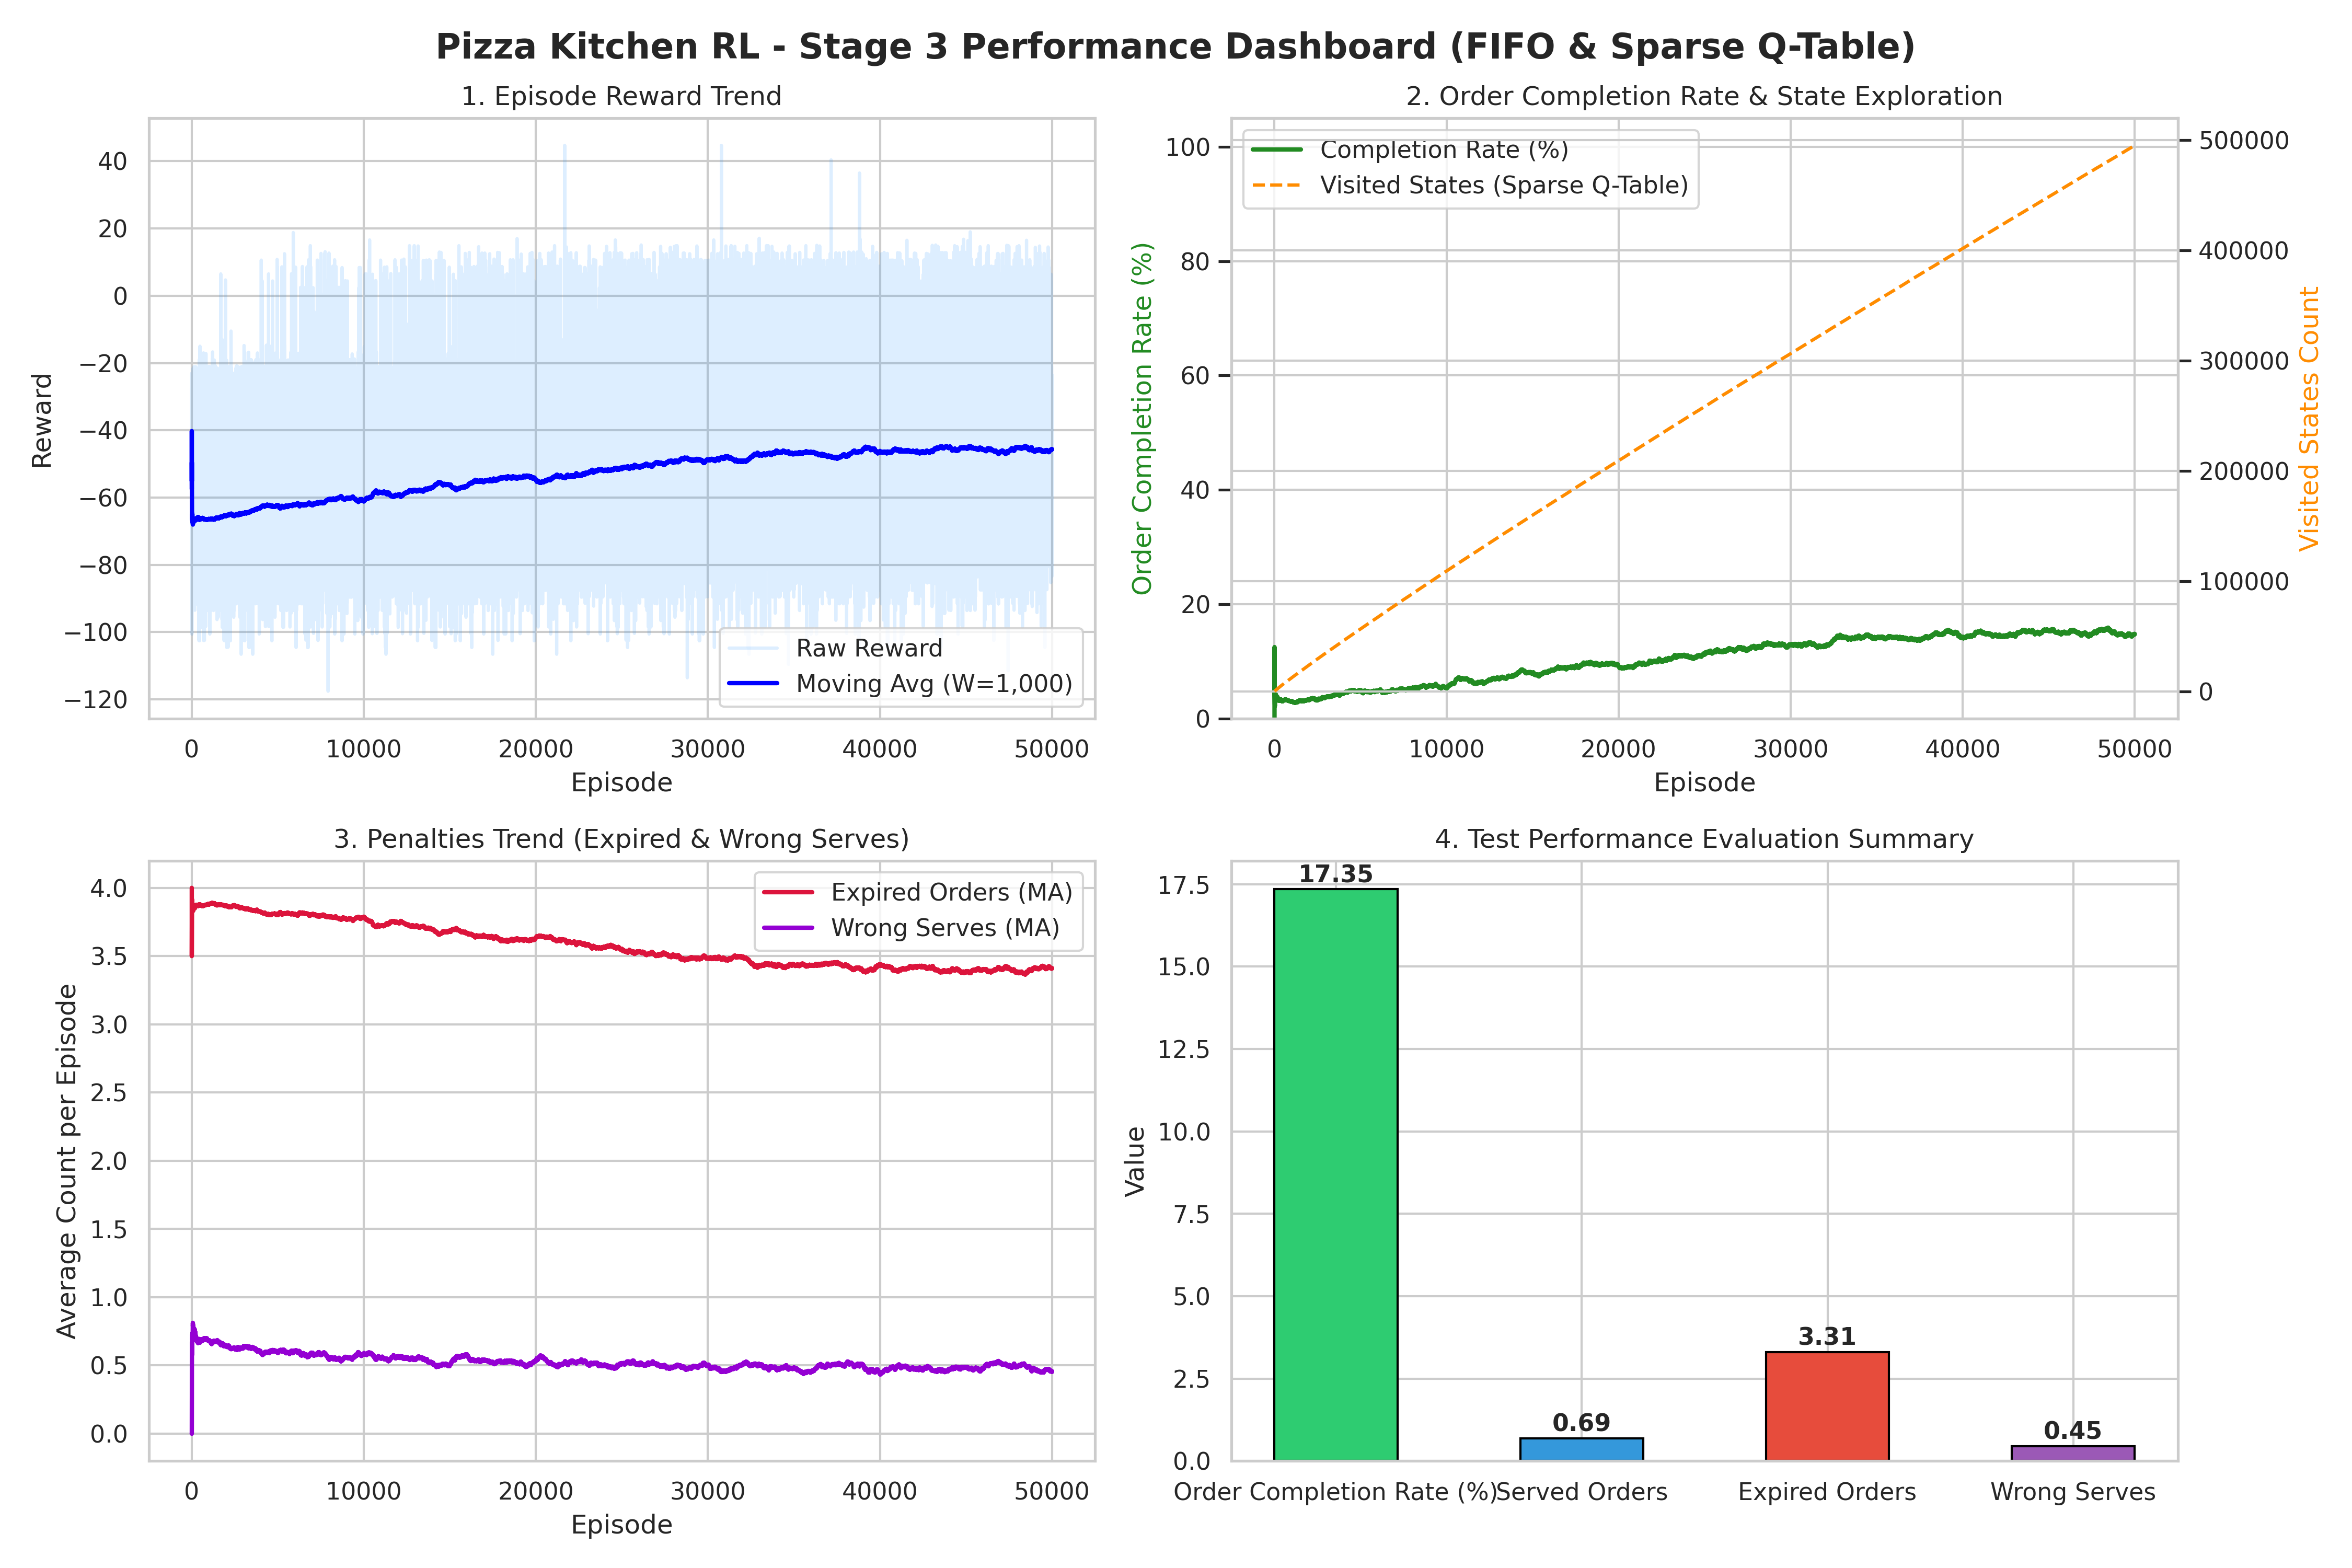 Pizza Kitchen RL - Stage 3 Performance Dashboard (FIFO & Sparse Q-Table)
1. Episode Reward Trend
40
20
0
−20
−40
−60
−80
−100
−120
Reward
Raw Reward
Moving Avg (W=1,000)
0 10000 20000 30000 40000 50000
Episode
2. Order Completion Rate & State Exploration
Completion Rate (%)
Visited States (Sparse Q-Table)
100
80
60
40
20
0
Order Completion Rate (%)
500000
400000
300000
200000
100000
0
Visited States Count
0 10000 20000 30000 40000 50000
Episode
3. Penalties Trend (Expired & Wrong Serves)
4.0
3.5
3.0
2.5
2.0
1.5
1.0
0.5
0.0
Average Count per Episode
Expired Orders (MA)
Wrong Serves (MA)
0 10000 20000 30000 40000 50000
Episode
4. Test Performance Evaluation Summary
17.5
15.0
12.5
10.0
7.5
5.0
2.5
0.0
Value
17.35
0.69
3.31
0.45
Order Completion Rate (%) Served Orders Expired Orders Wrong Serves